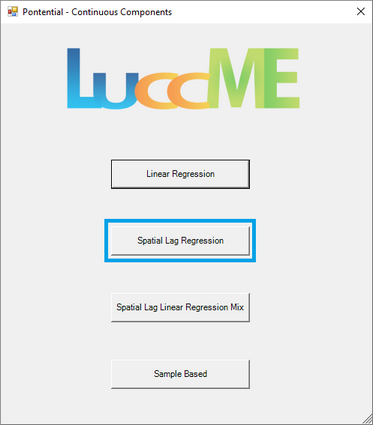 Pontential - Continuous Components
LuccME
Linear Regression
Spatial Lag Regression
Spatial Lag Linear Regression Mix
Sample Based